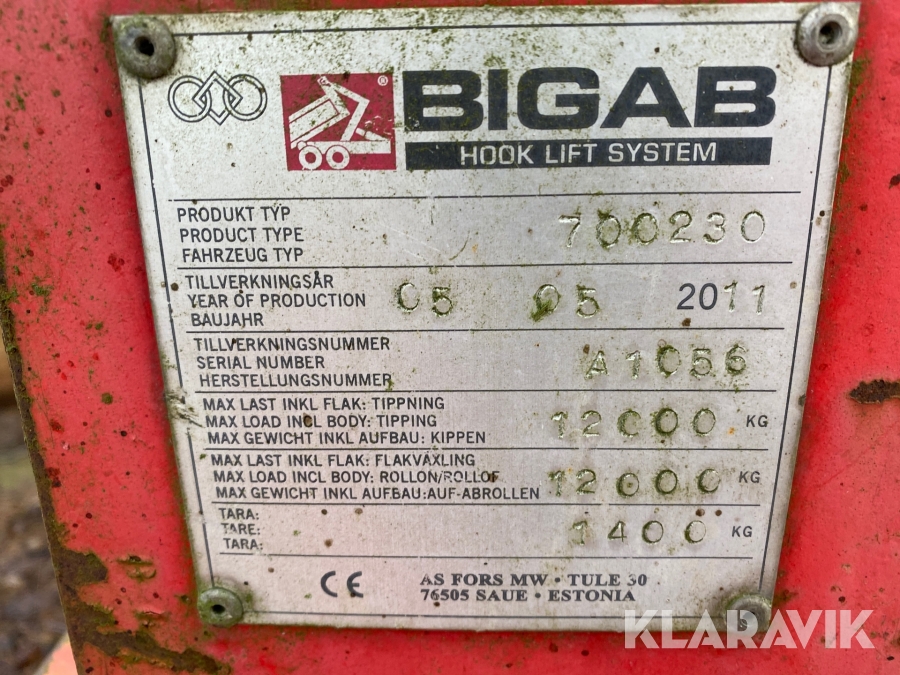 BIGAB
HOOK LIFT SYSTEM
PRODUKT TYP
PRODUCT TYPE 700230
FAHRZEUG TYP
TILLVERKNINGSÅR
YEAR OF PRODUCTION 05 05 2011
BAUJAHR
TILLVERKNINGSNUMMER
SERIAL NUMBER A1056
HERSTELLUNGSNUMMER
MAX LAST INKL FLAK: TIPPNING
MAX LOAD INCL BODY: TIPPING 12000 KG
MAX GEWICHT INKL AUFBAU: KIPPEN
MAX LAST INKL FLAK: FLAKVÄXLING
MAX LOAD INCL BODY: ROLLON/ROLLOF 12000 KG
MAX GEWICHT INKL AUFBAU:AUF-ABROLLEN
TARA:
TARE: 1400 KG
TARA:
CE AS FORS MW · TULE 30
76505 SAUE · ESTONIA
KLARAVIK